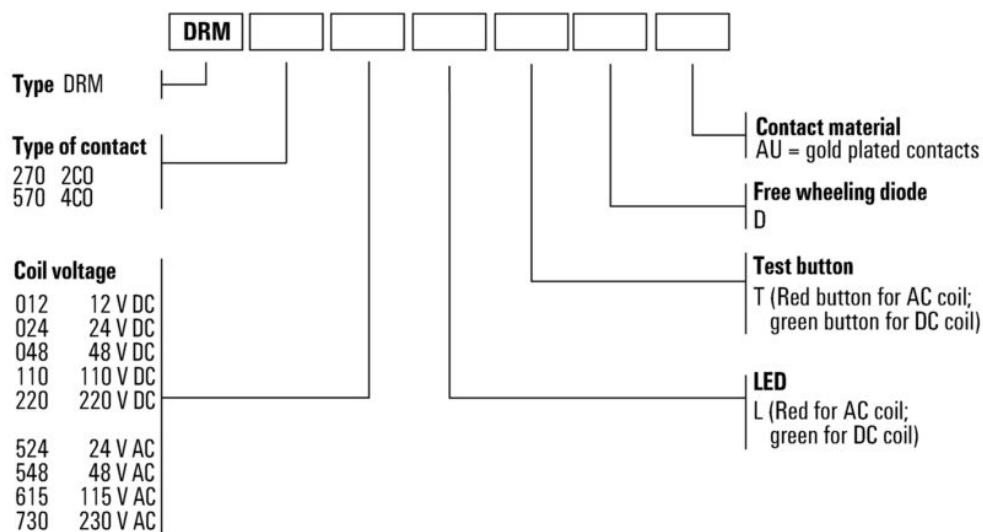 DRM
Type DRM
Type of contact
270 2CO
570 4CO
Coil voltage
012 12 V DC
024 24 V DC
048 48 V DC
110 110 V DC
220 220 V DC
524 24 V AC
548 48 V AC
615 115 V AC
730 230 V AC
Contact material
AU = gold plated contacts
Free wheeling diode
D
Test button
T (Red button for AC coil;
green button for DC coil)
LED
L (Red for AC coil;
green for DC coil)